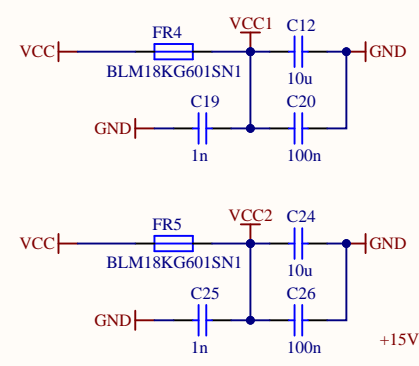 FR4 VCC1 C12
VCC GND
BLM18KG601SN1 10u
C19 C20
GND
1n 100n
FR5 VCC2 C24
VCC GND
BLM18KG601SN1 10u
C25 C26
GND
+15V
1n 100n